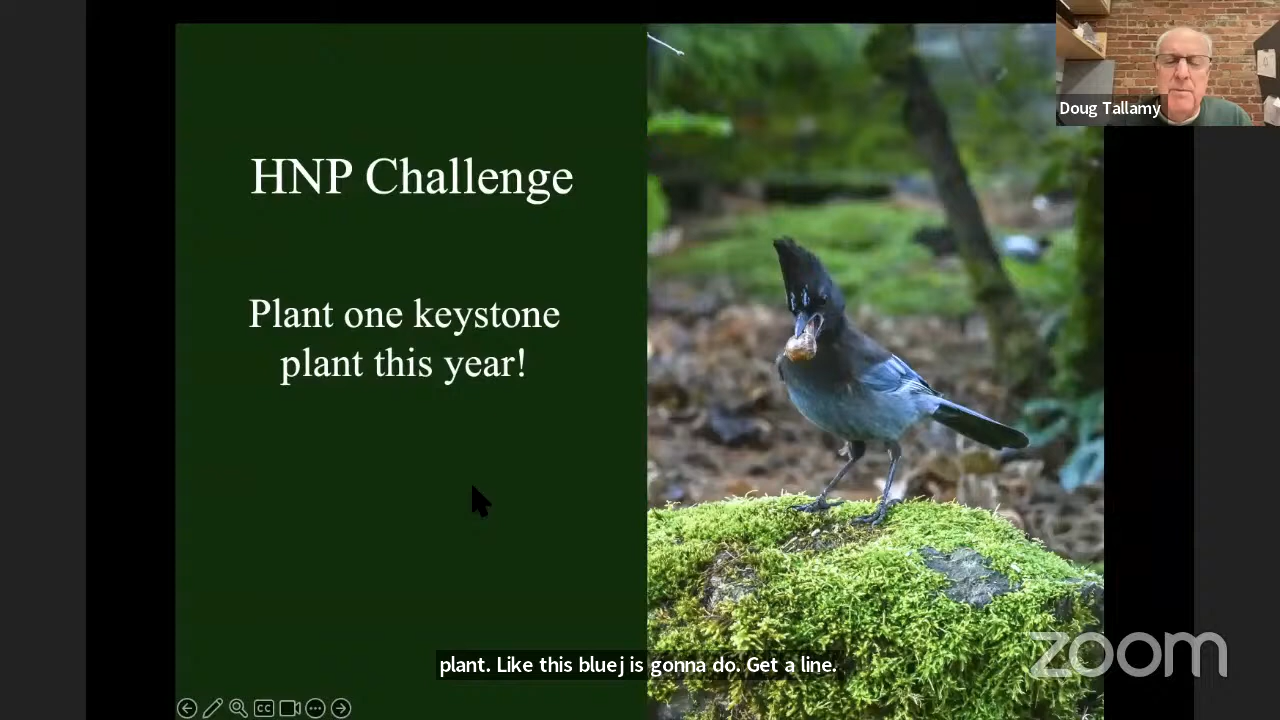 Doug Tallamy
HNP Challenge
Plant one keystone
plant this year!
plant. Like this bluej is gonna do. Get a line.
zoom
CC